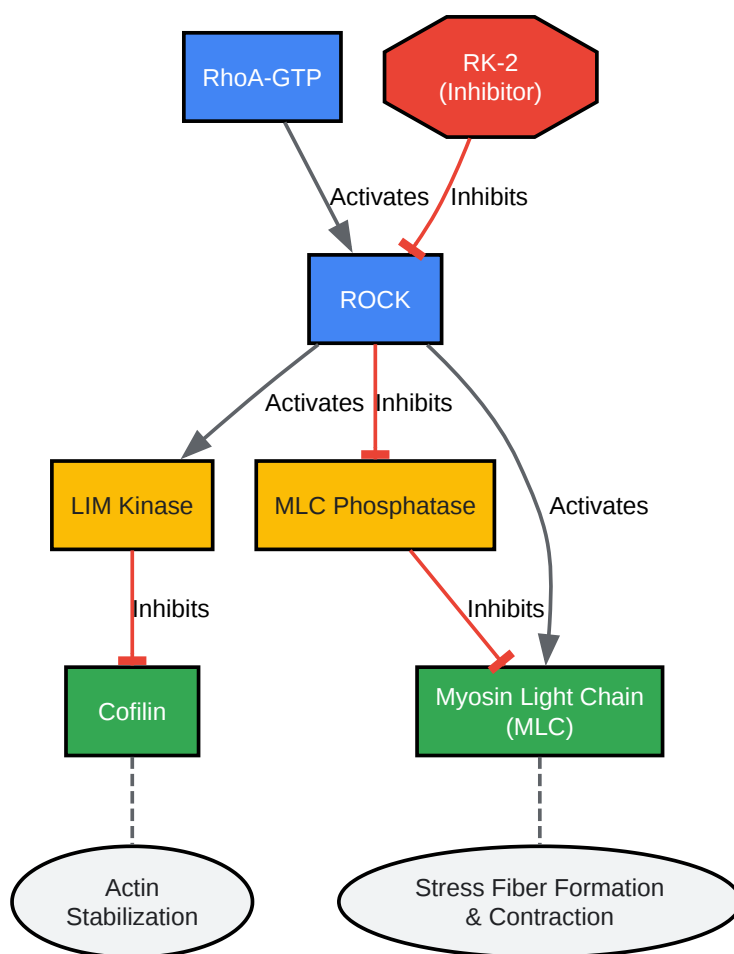 RhoA-GTP
RK-2
(Inhibitor)
Activates
Inhibits
ROCK
Activates
Inhibits
LIM Kinase
MLC Phosphatase
Activates
Inhibits
Inhibits
Cofilin
Myosin Light Chain
(MLC)
Actin
Stabilization
Stress Fiber Formation
& Contraction